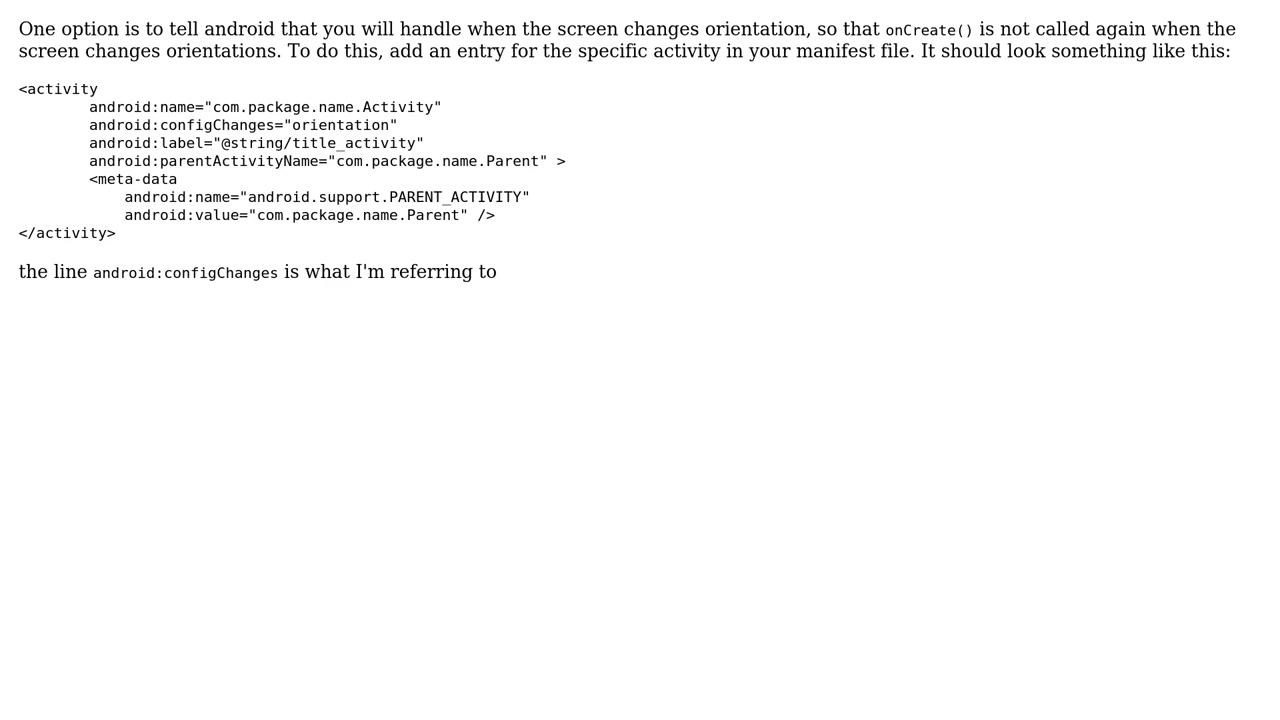 One option is to tell android that you will handle when the screen changes orientation, so that onCreate() is not called again when the
screen changes orientations. To do this, add an entry for the specific activity in your manifest file. It should look something like this:
<activity
        android:name="com.package.name.Activity"
        android:configChanges="orientation"
        android:label="@string/title_activity"
        android:parentActivityName="com.package.name.Parent" >
        <meta-data
            android:name="android.support.PARENT_ACTIVITY"
            android:value="com.package.name.Parent" />
</activity>
the line android:configChanges is what I'm referring to